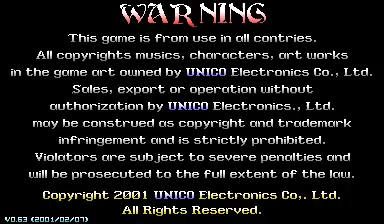 WARNING
This game is from use in all contries.
All copyrights musics, characters, art works
in the game art owned by UNICO Electronics Co., Ltd.
Sales, export or operation without
authorization by UNICO Electronics., Ltd.
may be construed as copyright and trademark
infringement and is strictly prohibited.
Violators are subject to severe penalties and
will be prosecuted to the full extent of the law.
Copyright 2001 UNICO Electronics Co,. Ltd.
All Rights Reserved.
V0.63 (2001/02/07)